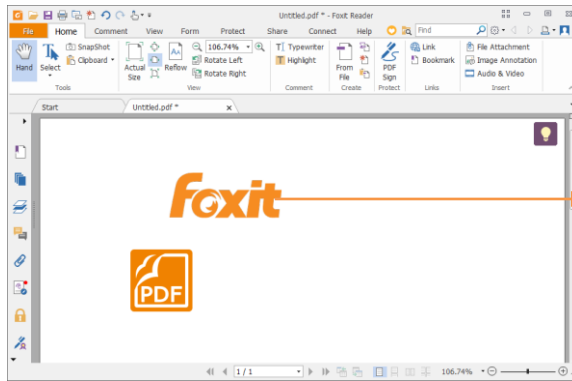 Untitled.pdf * - Foxit Reader
File Home Comment View Form Protect Share Connect Help Find
Hand Select SnapShot Clipboard Actual Size Reflow 106.74% Rotate Left Rotate Right Typewriter Highlight From File PDF Sign Link Bookmark File Attachment Image Annotation Audio & Video
Tools View Comment Create Protect Links Insert
Start Untitled.pdf *
foxit
PDF
1 / 1 106.74%